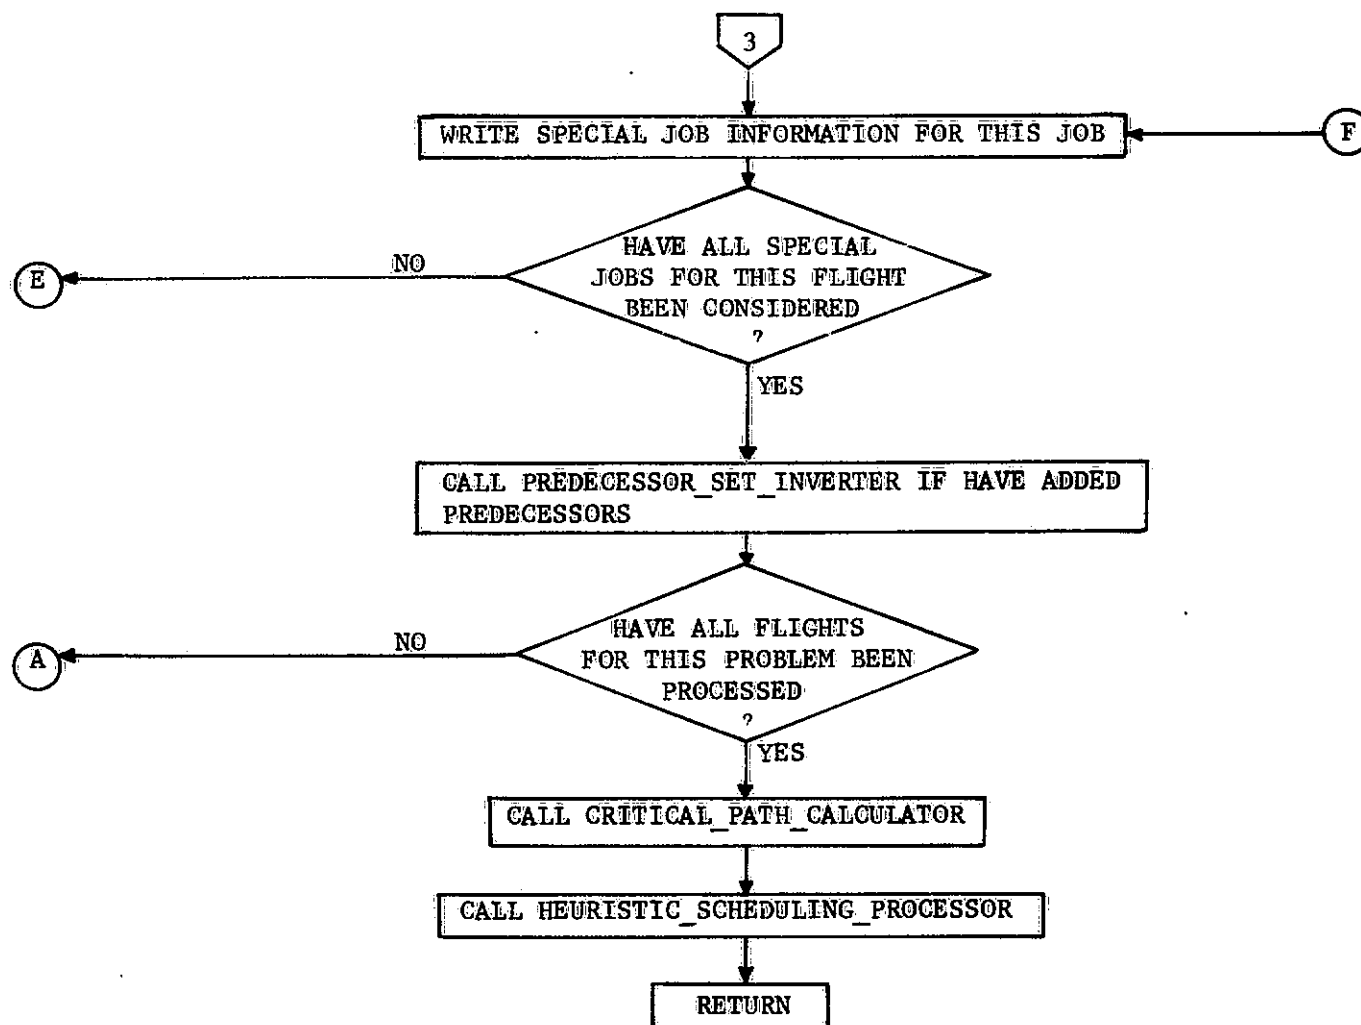 3
WRITE SPECIAL JOB INFORMATION FOR THIS JOB
F
HAVE ALL SPECIAL
JOBS FOR THIS FLIGHT
BEEN CONSIDERED
?
NO
E
YES
CALL PREDECESSOR_SET_INVERTER IF HAVE ADDED
PREDECESSORS
HAVE ALL FLIGHTS
FOR THIS PROBLEM BEEN
PROCESSED
?
NO
A
YES
CALL CRITICAL_PATH_CALCULATOR
CALL HEURISTIC_SCHEDULING_PROCESSOR
RETURN